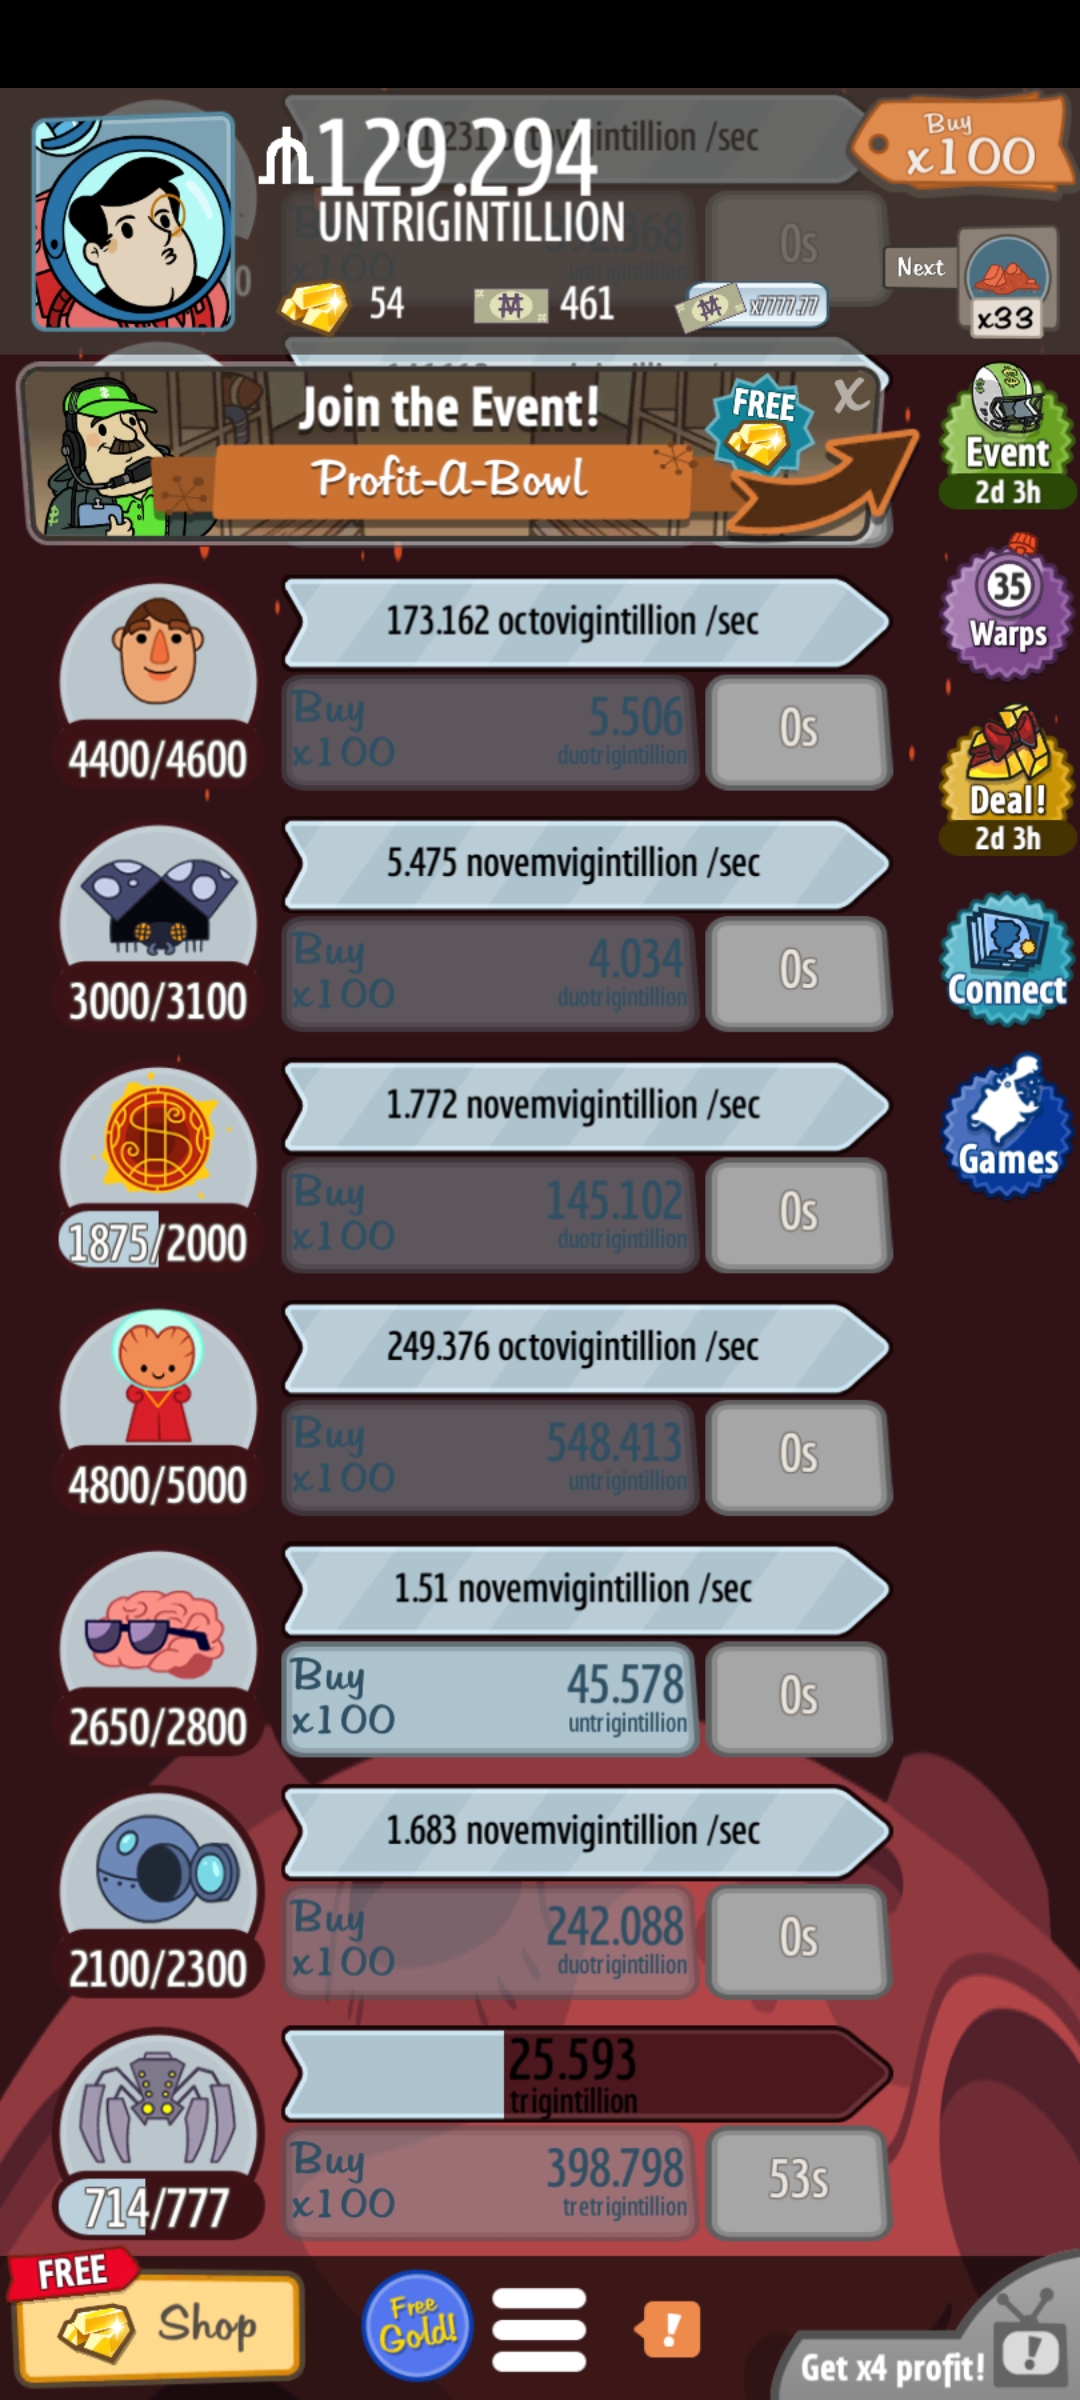 ₥129.294
UNTRIGINTILLION
octovigintillion /sec
Buy
x100
Buy
x100
untrigintillion
0s
Next
54
461
x7777.77
x33
Join the Event!
FREE
X
Profit-A-Bowl
Event
2d 3h
173.162 octovigintillion /sec
Buy
x100
5.506
duotrigintillion
0s
4400/4600
35
Warps
Deal!
2d 3h
5.475 novemvigintillion /sec
Buy
x100
4.034
duotrigintillion
0s
3000/3100
Connect
1.772 novemvigintillion /sec
Buy
x100
145.102
duotrigintillion
0s
1875/2000
Games
249.376 octovigintillion /sec
Buy
x100
548.413
untrigintillion
0s
4800/5000
1.51 novemvigintillion /sec
Buy
x100
45.578
untrigintillion
0s
2650/2800
1.683 novemvigintillion /sec
Buy
x100
242.088
duotrigintillion
0s
2100/2300
25.593
trigintillion
Buy
x100
398.798
tretrigintillion
53s
714/777
FREE
Shop
Free
Gold!
!
Get x4 profit!
!